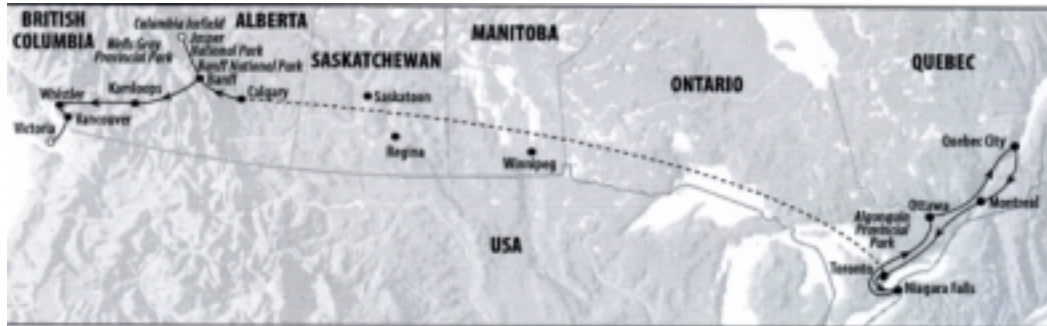 BRITISH
COLUMBIA
Columbia Icefield
ALBERTA
Jasper
National Park
Wells Gray
Provincial Park
Banff National Park
Banff
SASKATCHEWAN
MANITOBA
ONTARIO
QUEBEC
Whistler
Kamloops
Calgary
Saskatoon
Vancouver
Victoria
Regina
Winnipeg
Quebec City
Ottawa
Montreal
Algonquin
Provincial
Park
USA
Toronto
Niagara Falls